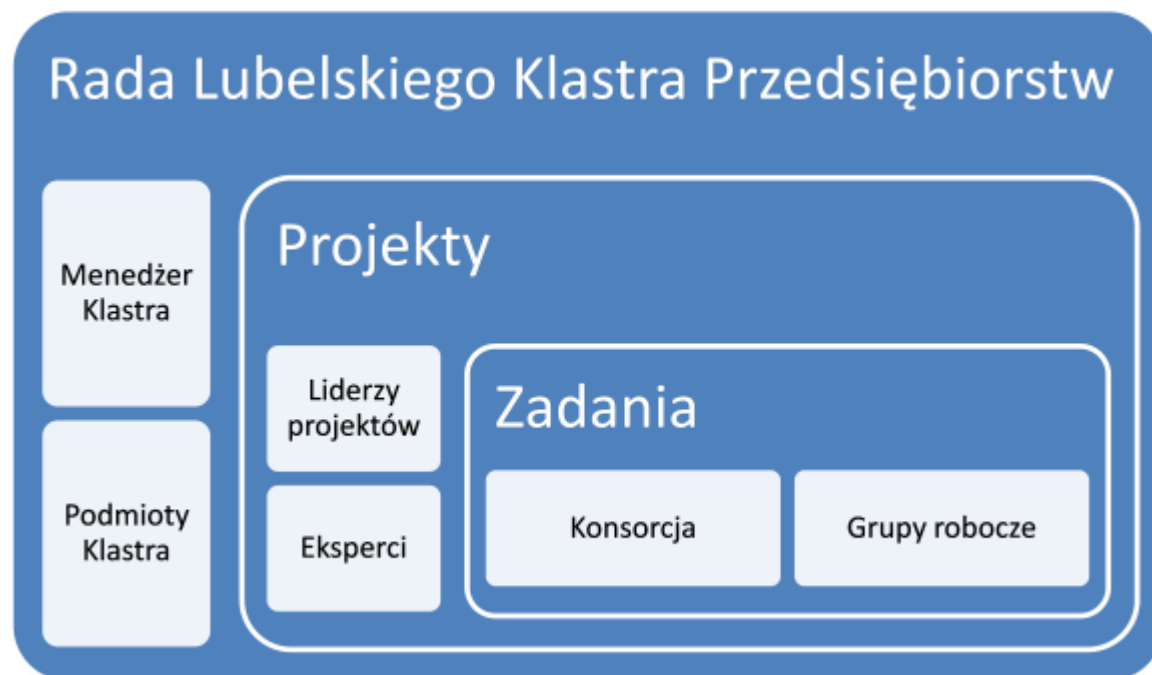 Rada Lubelskiego Klastra Przedsiębiorstw
Menedżer
Klastra
Podmioty
Klastra
Projekty
Liderzy
projektów
Eksperci
Zadania
Konsorcja
Grupy robocze